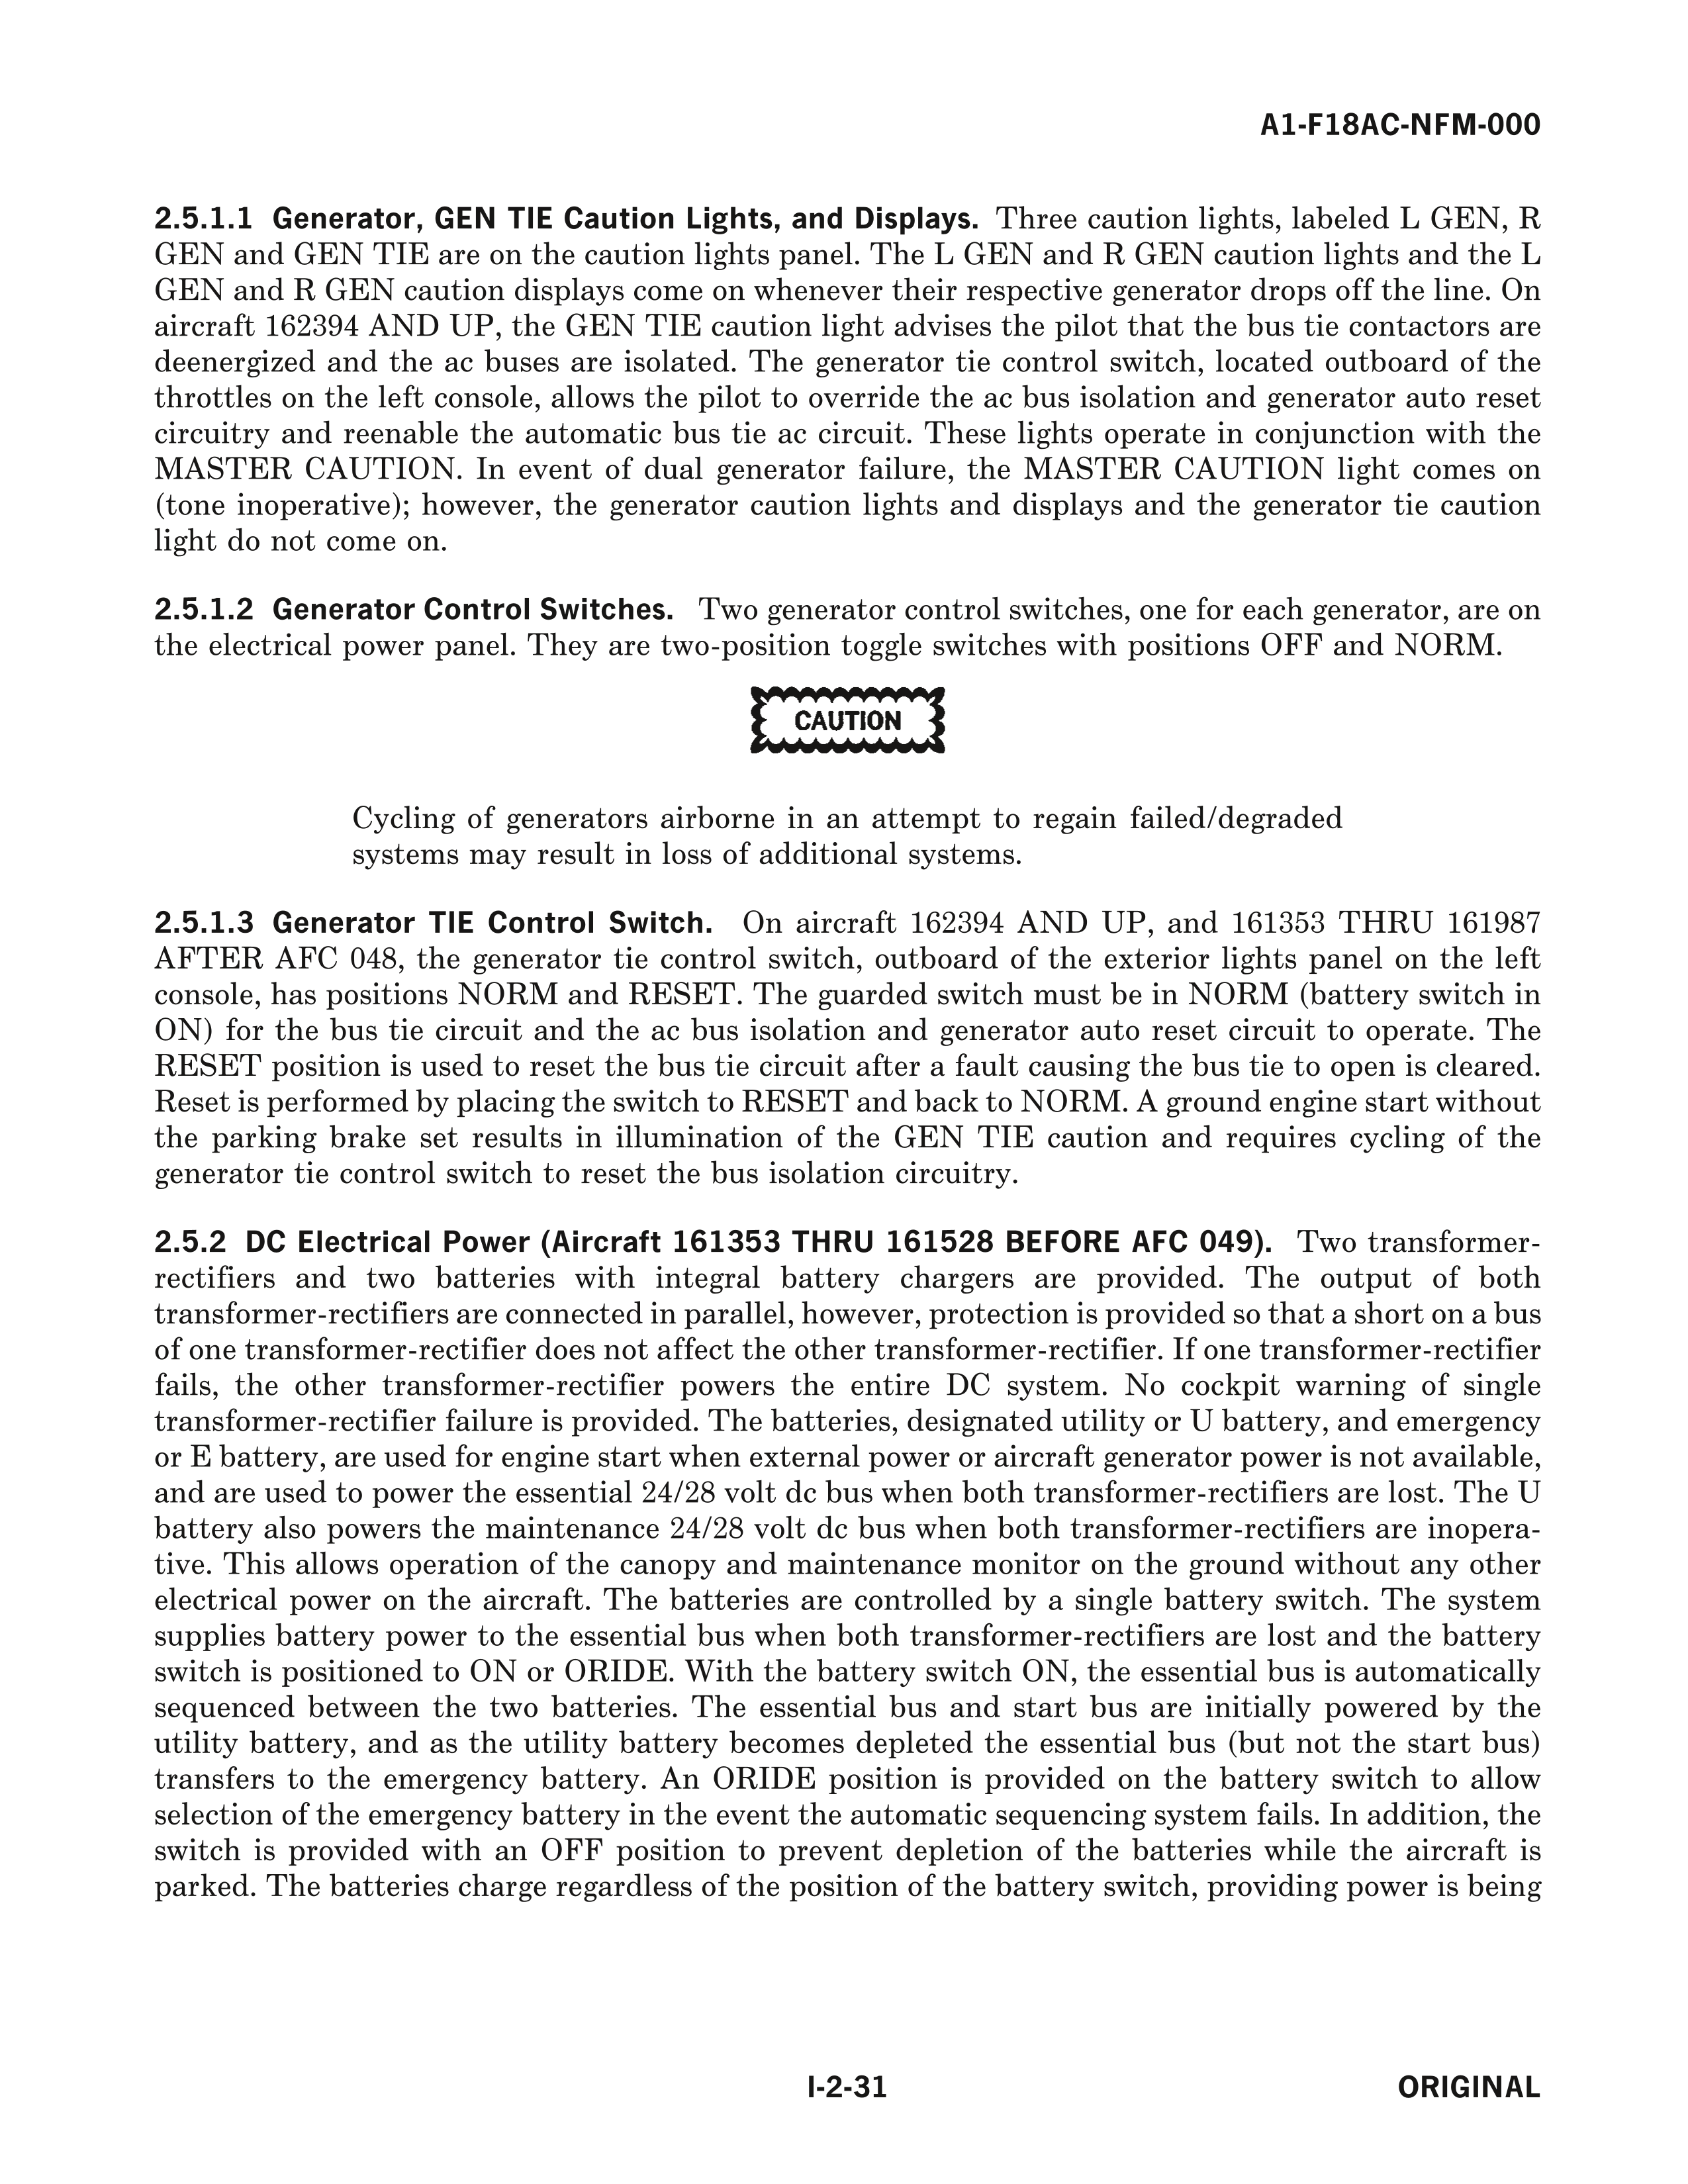 A1-F18AC-NFM-000
2.5.1.1 Generator, GEN TIE Caution Lights, and Displays. Three caution lights, labeled L GEN, R
GEN and GEN TIE are on the caution lights panel. The L GEN and R GEN caution lights and the L
GEN and R GEN caution displays come on whenever their respective generator drops off the line. On
aircraft 162394 AND UP, the GEN TIE caution light advises the pilot that the bus tie contactors are
deenergized and the ac buses are isolated. The generator tie control switch, located outboard of the
throttles on the left console, allows the pilot to override the ac bus isolation and generator auto reset
circuitry and reenable the automatic bus tie ac circuit. These lights operate in conjunction with the
MASTER CAUTION. In event of dual generator failure, the MASTER CAUTION light comes on
(tone inoperative); however, the generator caution lights and displays and the generator tie caution
light do not come on.
2.5.1.2 Generator Control Switches. Two generator control switches, one for each generator, are on
the electrical power panel. They are two-position toggle switches with positions OFF and NORM.
CAUTION
Cycling of generators airborne in an attempt to regain failed/degraded
systems may result in loss of additional systems.
2.5.1.3 Generator TIE Control Switch. On aircraft 162394 AND UP, and 161353 THRU 161987
AFTER AFC 048, the generator tie control switch, outboard of the exterior lights panel on the left
console, has positions NORM and RESET. The guarded switch must be in NORM (battery switch in
ON) for the bus tie circuit and the ac bus isolation and generator auto reset circuit to operate. The
RESET position is used to reset the bus tie circuit after a fault causing the bus tie to open is cleared.
Reset is performed by placing the switch to RESET and back to NORM. A ground engine start without
the parking brake set results in illumination of the GEN TIE caution and requires cycling of the
generator tie control switch to reset the bus isolation circuitry.
2.5.2 DC Electrical Power (Aircraft 161353 THRU 161528 BEFORE AFC 049). Two transformer-
rectifiers and two batteries with integral battery chargers are provided. The output of both
transformer-rectifiers are connected in parallel, however, protection is provided so that a short on a bus
of one transformer-rectifier does not affect the other transformer-rectifier. If one transformer-rectifier
fails, the other transformer-rectifier powers the entire DC system. No cockpit warning of single
transformer-rectifier failure is provided. The batteries, designated utility or U battery, and emergency
or E battery, are used for engine start when external power or aircraft generator power is not available,
and are used to power the essential 24/28 volt dc bus when both transformer-rectifiers are lost. The U
battery also powers the maintenance 24/28 volt dc bus when both transformer-rectifiers are inopera-
tive. This allows operation of the canopy and maintenance monitor on the ground without any other
electrical power on the aircraft. The batteries are controlled by a single battery switch. The system
supplies battery power to the essential bus when both transformer-rectifiers are lost and the battery
switch is positioned to ON or ORIDE. With the battery switch ON, the essential bus is automatically
sequenced between the two batteries. The essential bus and start bus are initially powered by the
utility battery, and as the utility battery becomes depleted the essential bus (but not the start bus)
transfers to the emergency battery. An ORIDE position is provided on the battery switch to allow
selection of the emergency battery in the event the automatic sequencing system fails. In addition, the
switch is provided with an OFF position to prevent depletion of the batteries while the aircraft is
parked. The batteries charge regardless of the position of the battery switch, providing power is being
I-2-31
ORIGINAL